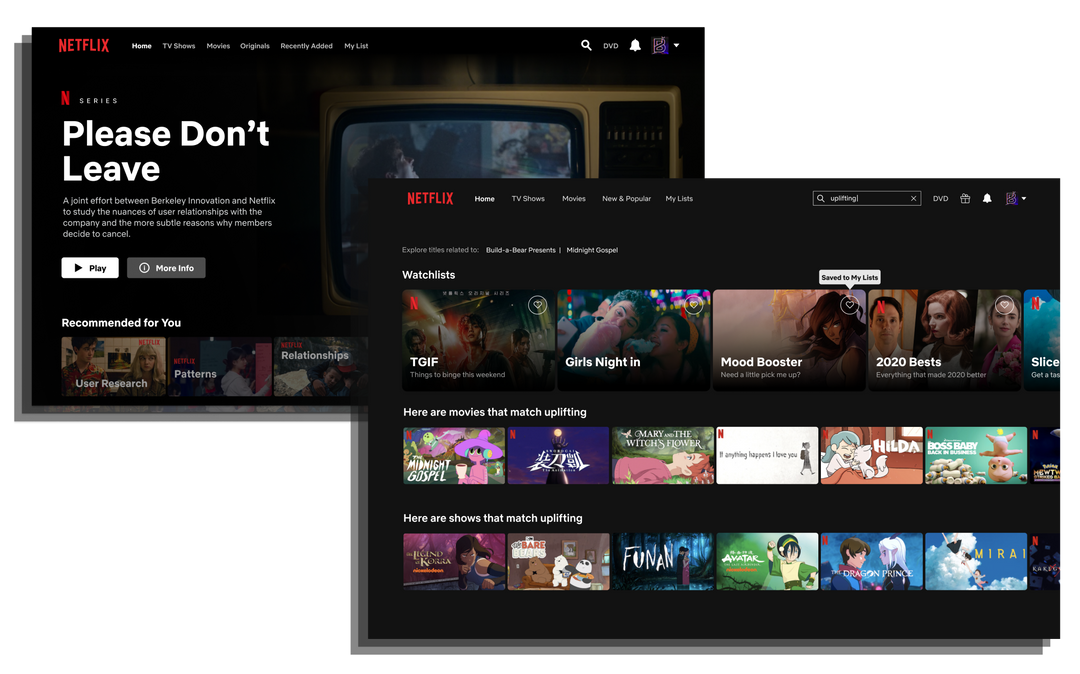 NETFLIX
Home TV Shows Movies Originals Recently Added My List
DVD
N SERIES
Please Don't
Leave
A joint effort between Berkeley Innovation and Netflix
to study the nuances of user relationships with the
company and the more subtle reasons why members
decide to cancel.
Play
More Info
Recommended for You
NETFLIX
User Research
NETFLIX
Patterns
NETFLIX
Relationships
NETFLIX
Home TV Shows Movies New & Popular My Lists
uplifting
DVD
Explore titles related to: Build-a-Bear Presents | Midnight Gospel
Watchlists
Saved to My Lists
TGIF
Things to binge this weekend
Girls Night in
Mood Booster
Need a little pick me up?
2020 Bests
Everything that made 2020 better
Slice
Get a tas
Here are movies that match uplifting
THE MIDNIGHT GOSPEL
MARY AND THE WITCH'S FLOWER
If anything happens I love you
HILDA
BOSS BABY
BACK IN BUSINESS
Here are shows that match uplifting
THE LEGEND OF KORRA
nickelodeon
BARE BEARS
FUNAN
AVATAR
nickelodeon
THE DRAGON PRINCE
MIRAI